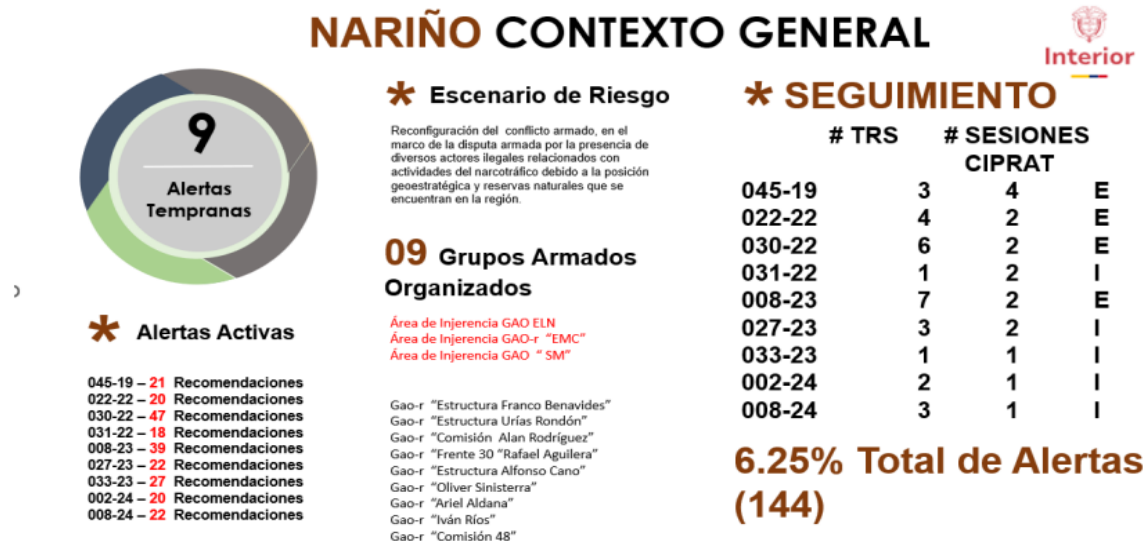 NARIÑO CONTEXTO GENERAL
Interior
9
Alertas
Tempranas
* Alertas Activas
045-19 – 21 Recomendaciones
022-22 – 20 Recomendaciones
030-22 – 47 Recomendaciones
031-22 – 18 Recomendaciones
008-23 – 39 Recomendaciones
027-23 – 22 Recomendaciones
033-23 – 27 Recomendaciones
002-24 – 20 Recomendaciones
008-24 – 22 Recomendaciones
* Escenario de Riesgo
Reconfiguración del conflicto armado, en el
marco de la disputa armada por la presencia de
diversos actores ilegales relacionados con
actividades del narcotráfico debido a la posición
geoestratégica y reservas naturales que se
encuentran en la región.
09 Grupos Armados
Organizados
Área de Injerencia GAO ELN
Área de Injerencia GAO-r "EMC"
Área de Injerencia GAO " SM"
Gao-r "Estructura Franco Benavides"
Gao-r "Estructura Urías Rondón"
Gao-r "Comisión Alan Rodríguez"
Gao-r "Frente 30 "Rafael Aguilera"
Gao-r "Estructura Alfonso Cano"
Gao-r "Oliver Sinisterra"
Gao-r "Ariel Aldana"
Gao-r "Iván Ríos"
Gao-r "Comisión 48"
* SEGUIMIENTO
# TRS # SESIONES
CIPRAT
045-19 3 4 E
022-22 4 2 E
030-22 6 2 E
031-22 1 2 I
008-23 7 2 E
027-23 3 2 I
033-23 1 1 I
002-24 2 1 I
008-24 3 1 I
6.25% Total de Alertas
(144)